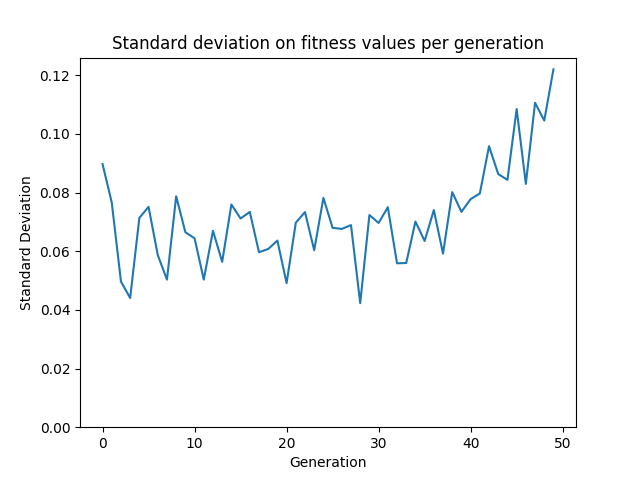 Standard deviation on fitness values per generation
0.12
0.10
0.08
0.06
0.04
0.02
0.00
Standard Deviation
0 10 20 30 40 50
Generation